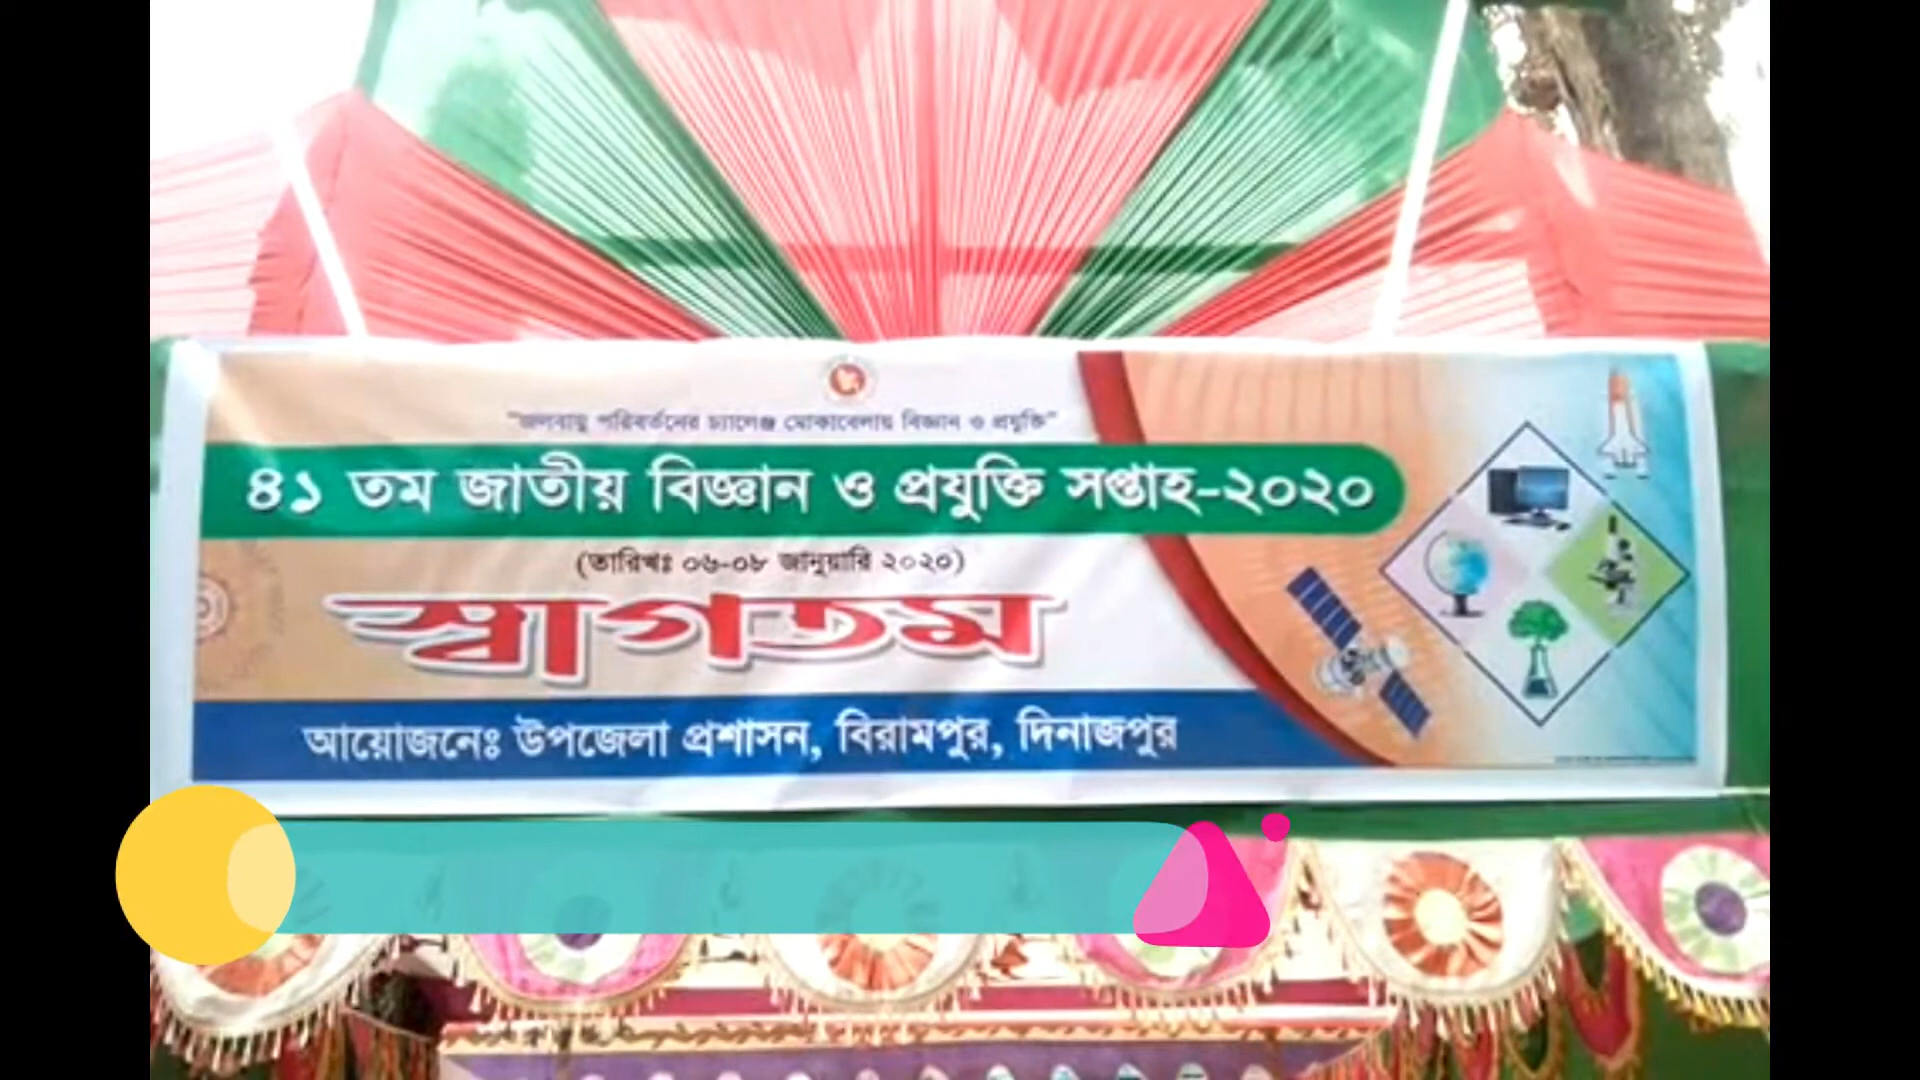 "জলবায়ু পরিবর্তনের চ্যালেঞ্জ মোকাবেলায় বিজ্ঞান ও প্রযুক্তি"
৪১ তম জাতীয় বিজ্ঞান ও প্রযুক্তি সপ্তাহ-২০২০
(তারিখঃ ০৬-০৮ জানুয়ারি ২০২০)
স্বাগতম
আয়োজনেঃ উপজেলা প্রশাসন, বিরামপুর, দিনাজপুর